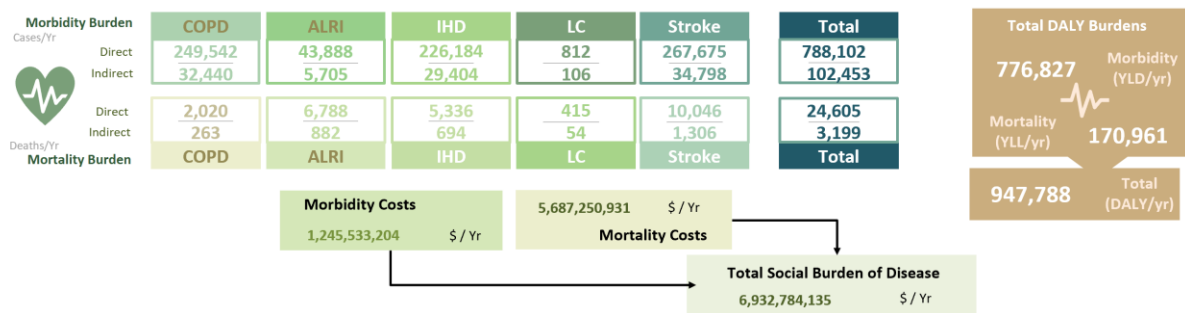 Morbidity Burden COPD ALRI IHD LC Stroke Total
Cases/Yr
Direct 249,542 43,888 226,184 812 267,675 788,102
Indirect 32,440 5,705 29,404 106 34,798 102,453
Direct 2,020 6,788 5,336 415 10,046 24,605
Indirect 263 882 694 54 1,306 3,199
Deaths/Yr
Mortality Burden COPD ALRI IHD LC Stroke Total
Total DALY Burdens
776,827 Morbidity
(YLD/yr)
Mortality
(YLL/yr) 170,961
947,788 Total
(DALY/yr)
Morbidity Costs
1,245,533,204 $ / Yr
5,687,250,931 $ / Yr
Mortality Costs
Total Social Burden of Disease
6,932,784,135 $ / Yr